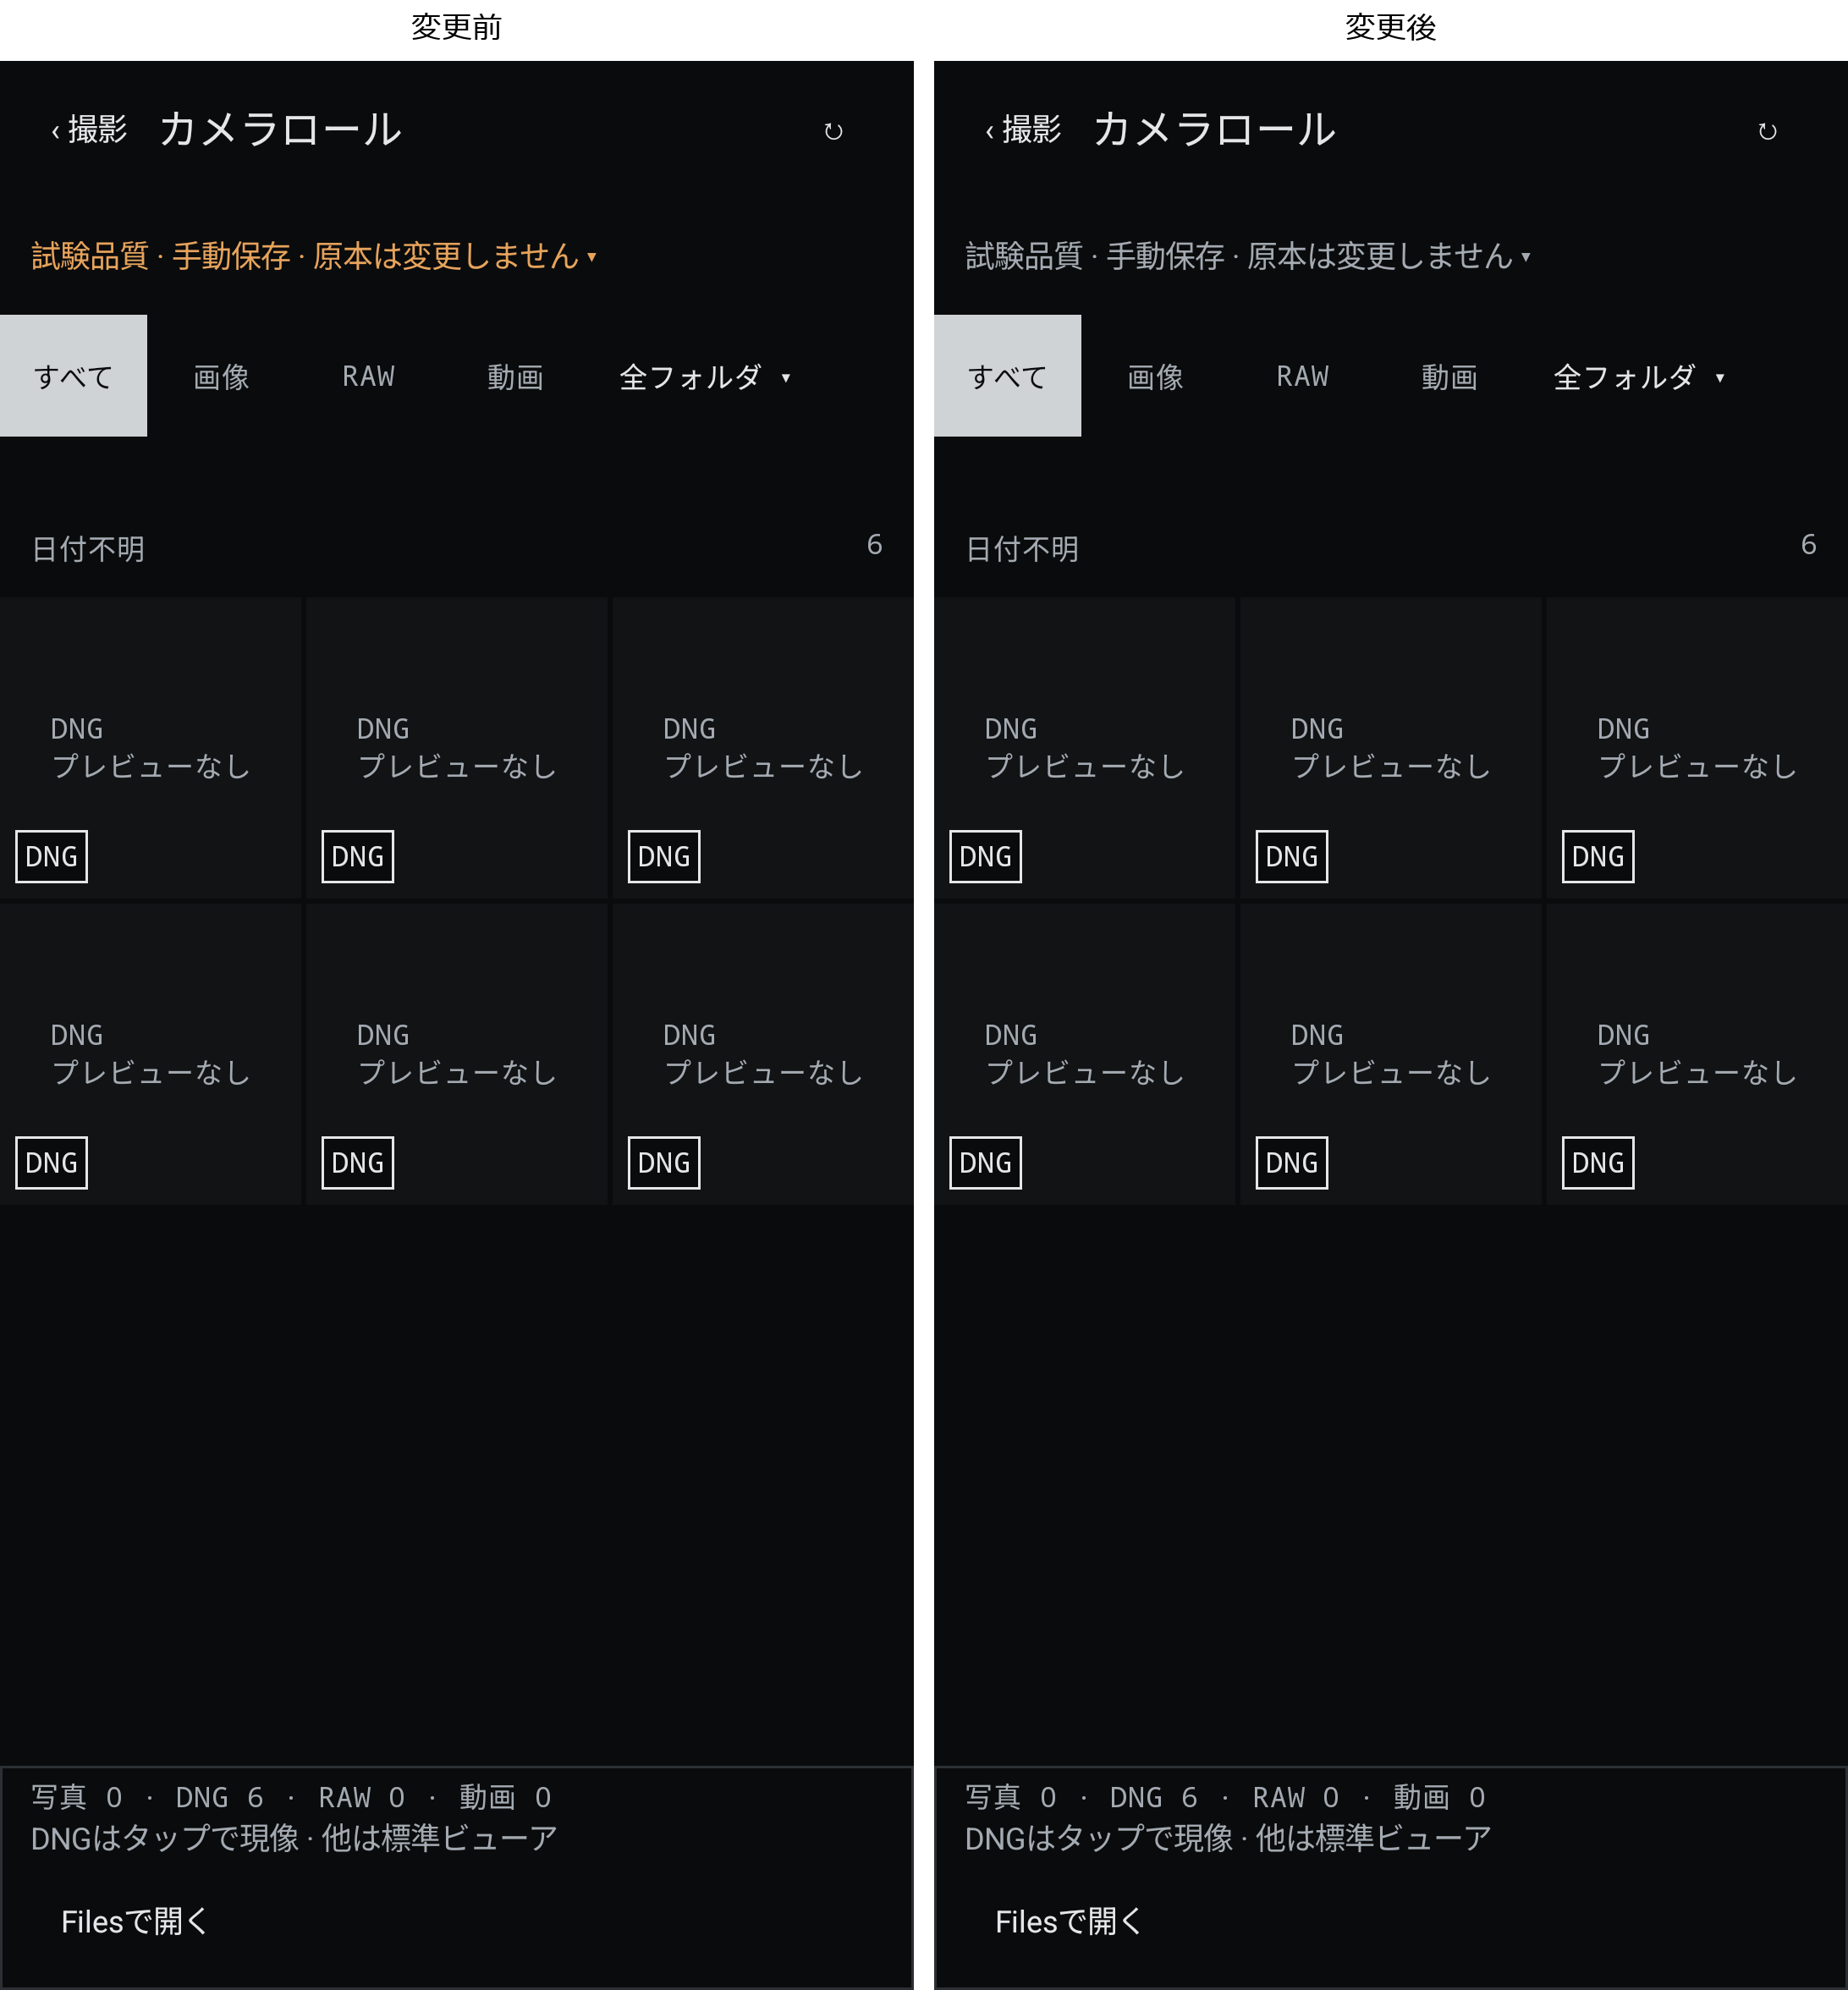 変更前
‹ 撮影 カメラロール ↻
試験品質 · 手動保存 · 原本は変更しません ▾
すべて 画像 RAW 動画 全フォルダ ▾
日付不明 6
DNG DNG DNG
プレビューなし プレビューなし プレビューなし
DNG DNG DNG
DNG DNG DNG
プレビューなし プレビューなし プレビューなし
DNG DNG DNG
写真 0 · DNG 6 · RAW 0 · 動画 0
DNGはタップで現像 · 他は標準ビューア
Filesで開く
変更後
‹ 撮影 カメラロール ↻
試験品質 · 手動保存 · 原本は変更しません ▾
すべて 画像 RAW 動画 全フォルダ ▾
日付不明 6
DNG DNG DNG
プレビューなし プレビューなし プレビューなし
DNG DNG DNG
DNG DNG DNG
プレビューなし プレビューなし プレビューなし
DNG DNG DNG
写真 0 · DNG 6 · RAW 0 · 動画 0
DNGはタップで現像 · 他は標準ビューア
Filesで開く